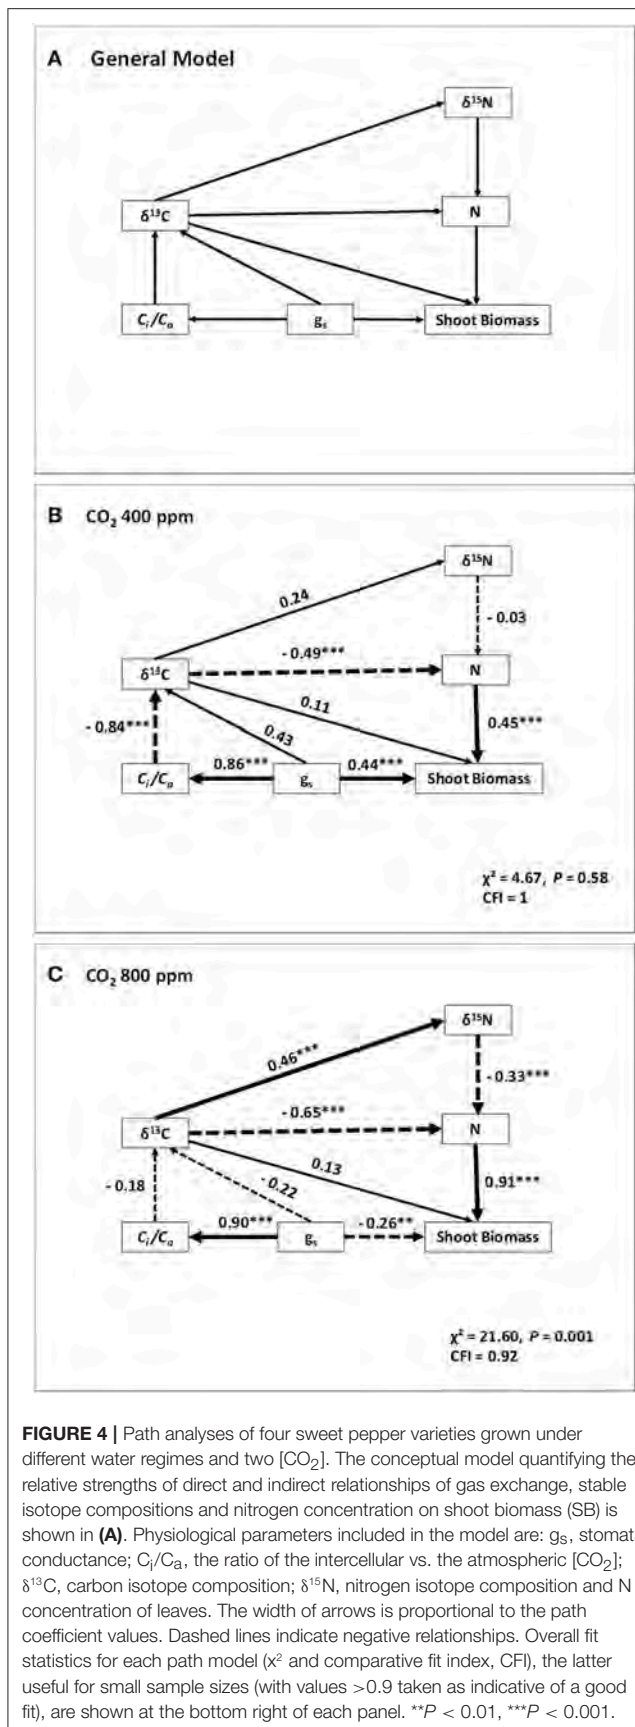 A General Model
δ¹⁵N
δ¹³C
N
Cᵢ/Cₐ
gₛ
Shoot Biomass
B CO₂ 400 ppm
δ¹⁵N
0.24
- 0.03
- 0.49***
δ¹³C
N
0.11
- 0.84***
0.43
0.45***
0.86***
0.44***
Cᵢ/Cₐ
gₛ
Shoot Biomass
χ² = 4.67, P = 0.58
CFI = 1
C CO₂ 800 ppm
δ¹⁵N
0.46***
- 0.33***
- 0.65***
δ¹³C
N
0.13
- 0.18
- 0.22
0.91***
0.90***
- 0.26**
Cᵢ/Cₐ
gₛ
Shoot Biomass
χ² = 21.60, P = 0.001
CFI = 0.92
FIGURE 4 | Path analyses of four sweet pepper varieties grown under
different water regimes and two [CO₂]. The conceptual model quantifying the
relative strengths of direct and indirect relationships of gas exchange, stable
isotope compositions and nitrogen concentration on shoot biomass (SB) is
shown in (A). Physiological parameters included in the model are: gₛ, stomat
conductance; Cᵢ/Cₐ, the ratio of the intercellular vs. the atmospheric [CO₂];
δ¹³C, carbon isotope composition; δ¹⁵N, nitrogen isotope composition and N
concentration of leaves. The width of arrows is proportional to the path
coefficient values. Dashed lines indicate negative relationships. Overall fit
statistics for each path model (x² and comparative fit index, CFI), the latter
useful for small sample sizes (with values >0.9 taken as indicative of a good
fit), are shown at the bottom right of each panel. **P < 0.01, ***P < 0.001.